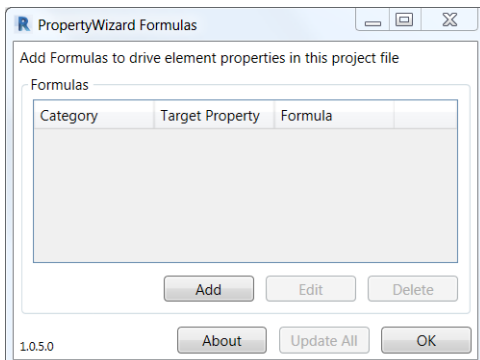 R PropertyWizard Formulas
Add Formulas to drive element properties in this project file
Formulas
Category Target Property Formula
Add Edit Delete
1.0.5.0 About Update All OK